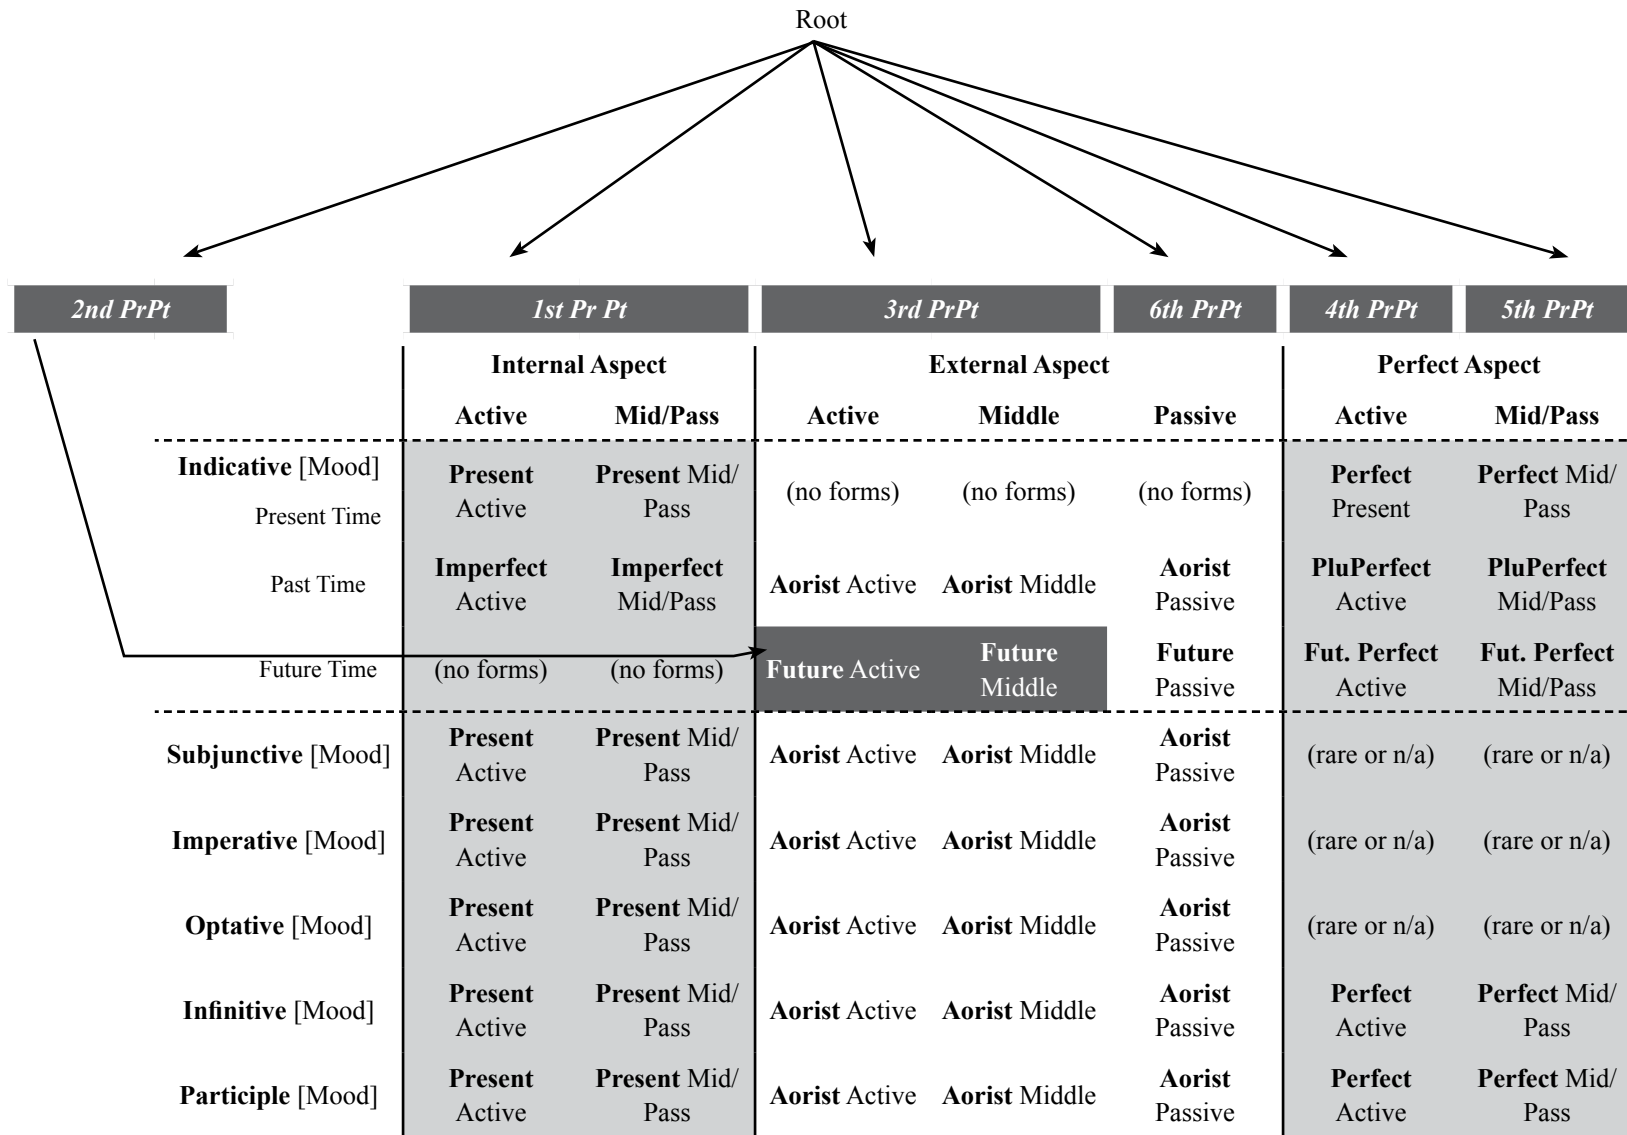 Root
2nd PrPt 1st Pr Pt 3rd PrPt 6th PrPt 4th PrPt 5th PrPt
Internal Aspect External Aspect Perfect Aspect
Active Mid/Pass Active Middle Passive Active Mid/Pass
Indicative [Mood]
Present Time
Present Active
Present Mid/Pass
(no forms) (no forms) (no forms)
Perfect Present
Perfect Mid/Pass
Past Time
Imperfect Active
Imperfect Mid/Pass
Aorist Active
Aorist Middle
Aorist Passive
PluPerfect Active
PluPerfect Mid/Pass
Future Time
(no forms) (no forms)
Future Active
Future Middle
Future Passive
Fut. Perfect Active
Fut. Perfect Mid/Pass
Subjunctive [Mood]
Present Active
Present Mid/Pass
Aorist Active
Aorist Middle
Aorist Passive
(rare or n/a) (rare or n/a)
Imperative [Mood]
Present Active
Present Mid/Pass
Aorist Active
Aorist Middle
Aorist Passive
(rare or n/a) (rare or n/a)
Optative [Mood]
Present Active
Present Mid/Pass
Aorist Active
Aorist Middle
Aorist Passive
(rare or n/a) (rare or n/a)
Infinitive [Mood]
Present Active
Present Mid/Pass
Aorist Active
Aorist Middle
Aorist Passive
Perfect Active
Perfect Mid/Pass
Participle [Mood]
Present Active
Present Mid/Pass
Aorist Active
Aorist Middle
Aorist Passive
Perfect Active
Perfect Mid/Pass